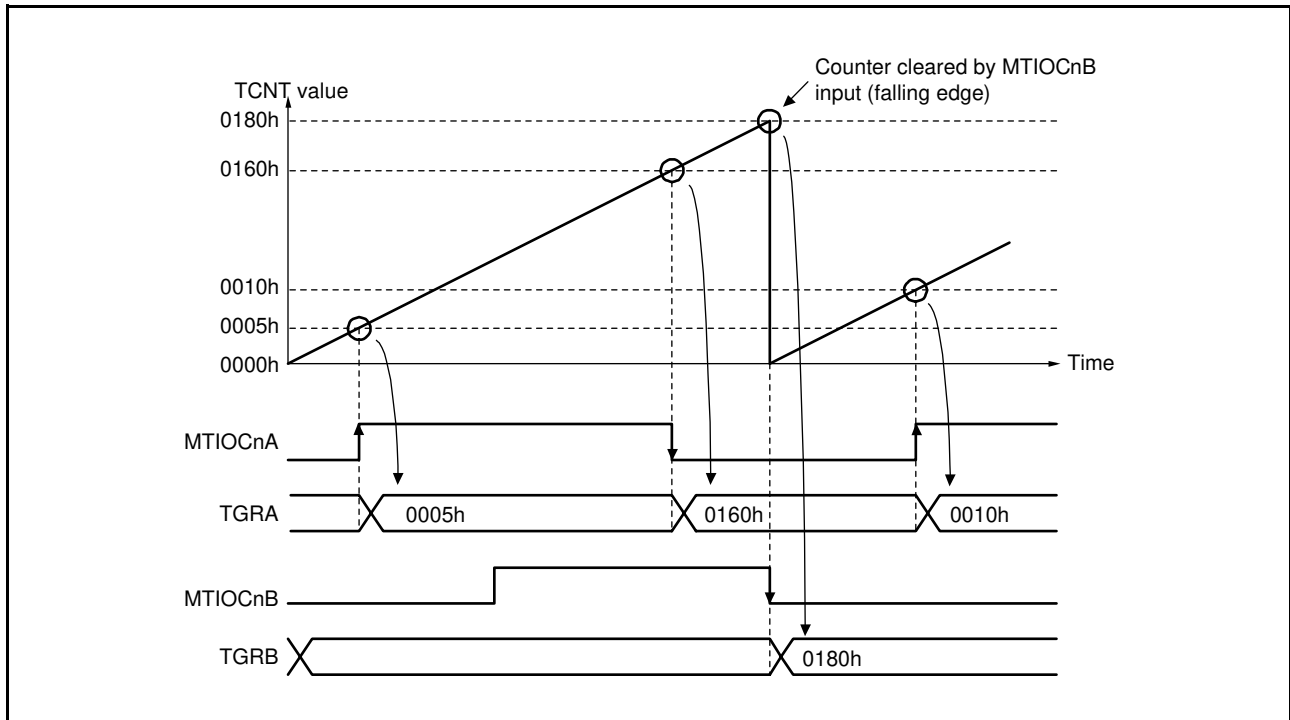 Counter cleared by MTIOCnB
input (falling edge)
TCNT value
0180h
0160h
0010h
0005h
0000h
Time
MTIOCnA
TGRA
0005h
0160h
0010h
MTIOCnB
TGRB
0180h